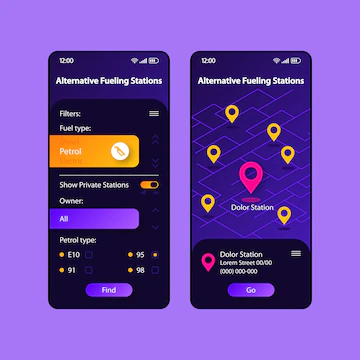 12:00
Alternative Fueling Stations
Filters:
Fuel type:
Petrol
Show Private Stations
Owner:
All
Petrol type:
E10
95
91
98
Find
12:00
Alternative Fueling Stations
Dolor Station
Dolor Station
Lorem Street 00/00
(000) 000-000
Go